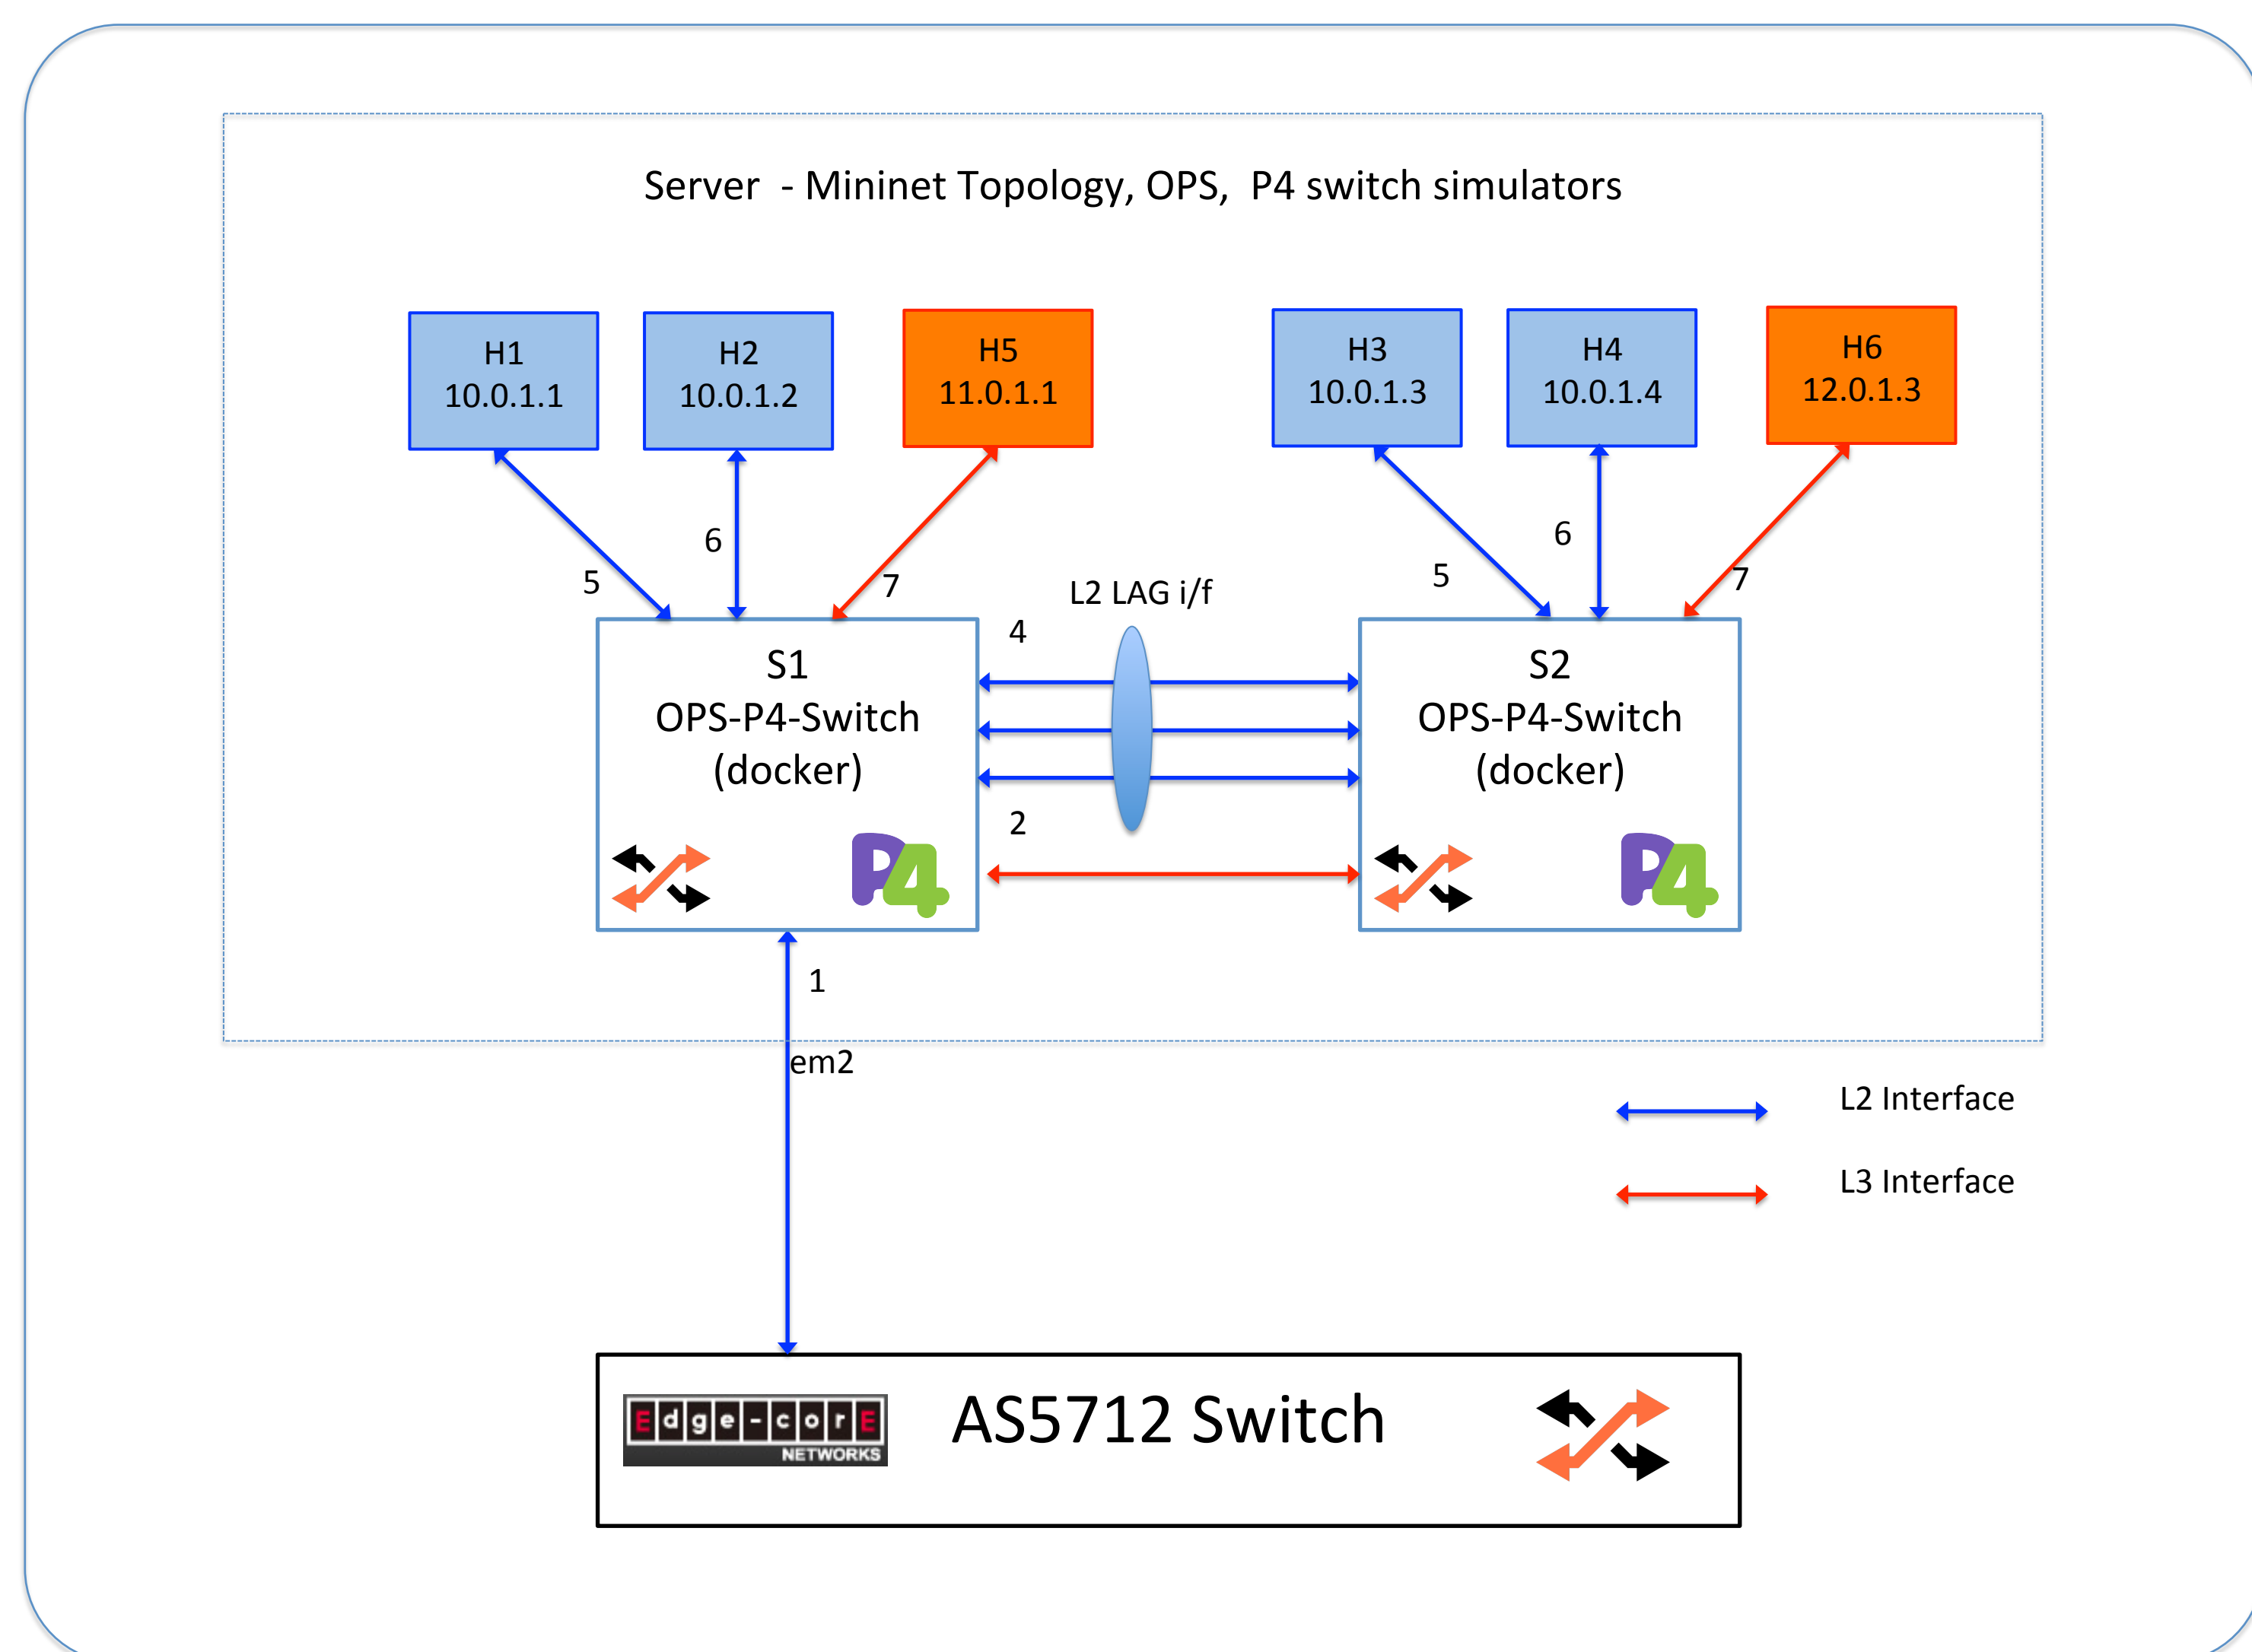 Server - Mininet Topology, OPS, P4 switch simulators
H1
10.0.1.1
H2
10.0.1.2
H5
11.0.1.1
H3
10.0.1.3
H4
10.0.1.4
H6
12.0.1.3
5
6
7
5
6
7
L2 LAG i/f
4
S1
OPS-P4-Switch
(docker)
P4
S2
OPS-P4-Switch
(docker)
P4
2
1
em2
L2 Interface
L3 Interface
Edge-corE
NETWORKS
AS5712 Switch